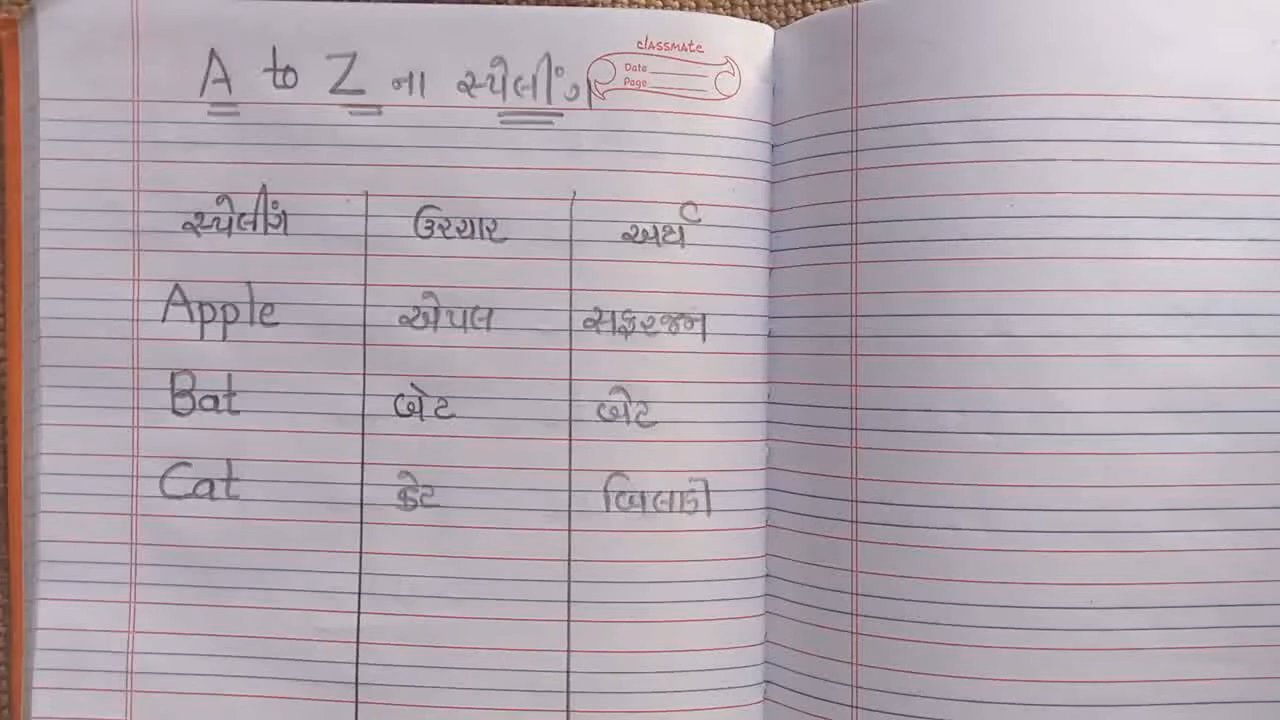 A to Z ના સ્પેલીંગ
classmate
Date
Page
સ્પેલીંગ ઉચ્ચાર અર્થ
Apple એપલ સફરજન
Bat બેટ બેટ
Cat કેટ બિલાડી